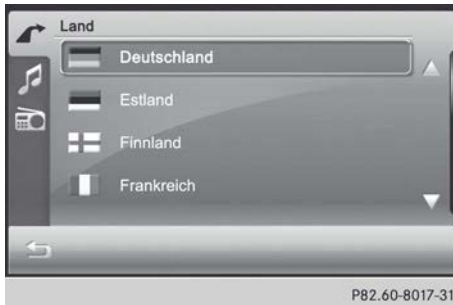 Land
Deutschland
Estland
Finnland
Frankreich
P82.60-8017-31